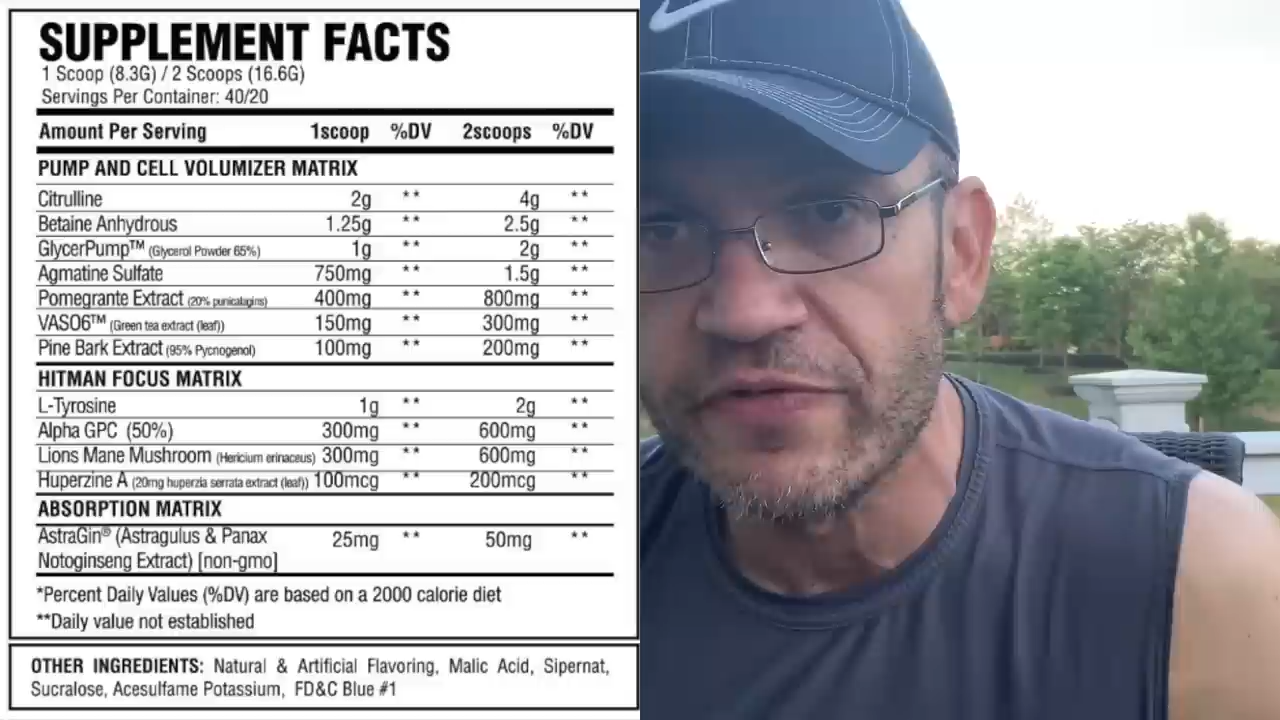 SUPPLEMENT FACTS
1 Scoop (8.3G) / 2 Scoops (16.6G)
Servings Per Container: 40/20
Amount Per Serving 1scoop %DV 2scoops %DV
PUMP AND CELL VOLUMIZER MATRIX
Citrulline 2g ** 4g **
Betaine Anhydrous 1.25g ** 2.5g **
GlycerPump™ (Glycerol Powder 65%) 1g ** 2g **
Agmatine Sulfate 750mg ** 1.5g **
Pomegrante Extract (20% punicalagins) 400mg ** 800mg **
VASO6™ (Green tea extract (leaf)) 150mg ** 300mg **
Pine Bark Extract (95% Pycnogenol) 100mg ** 200mg **
HITMAN FOCUS MATRIX
L-Tyrosine 1g ** 2g **
Alpha GPC (50%) 300mg ** 600mg **
Lions Mane Mushroom (Hericium erinaceus) 300mg ** 600mg **
Huperzine A (20mg huperzia serrata extract (leaf)) 100mcg ** 200mcg **
ABSORPTION MATRIX
AstraGin® (Astragulus & Panax 25mg ** 50mg **
Notoginseng Extract) [non-gmo]
*Percent Daily Values (%DV) are based on a 2000 calorie diet
**Daily value not established
OTHER INGREDIENTS: Natural & Artificial Flavoring, Malic Acid, Sipernat,
Sucralose, Acesulfame Potassium, FD&C Blue #1